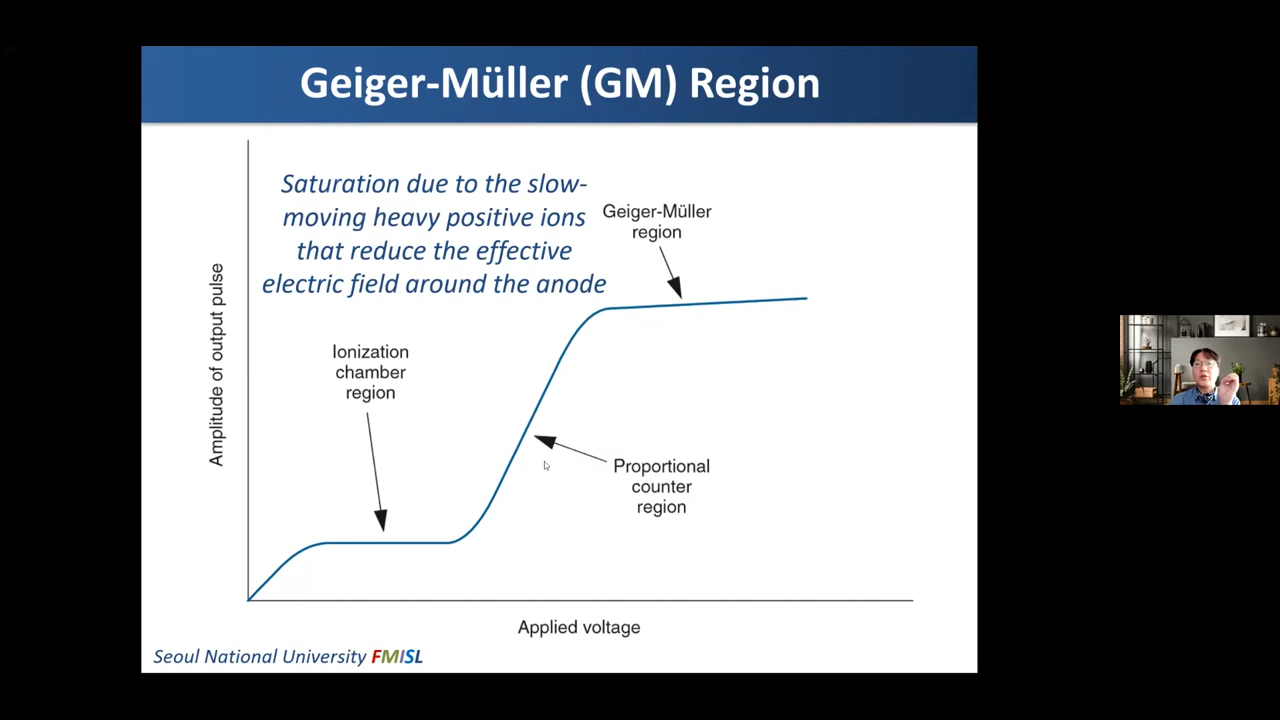 Geiger-Müller (GM) Region
Saturation due to the slow-
moving heavy positive ions
that reduce the effective
electric field around the anode
Geiger-Müller
region
Ionization
chamber
region
Proportional
counter
region
Amplitude of output pulse
Applied voltage
Seoul National University FMISL